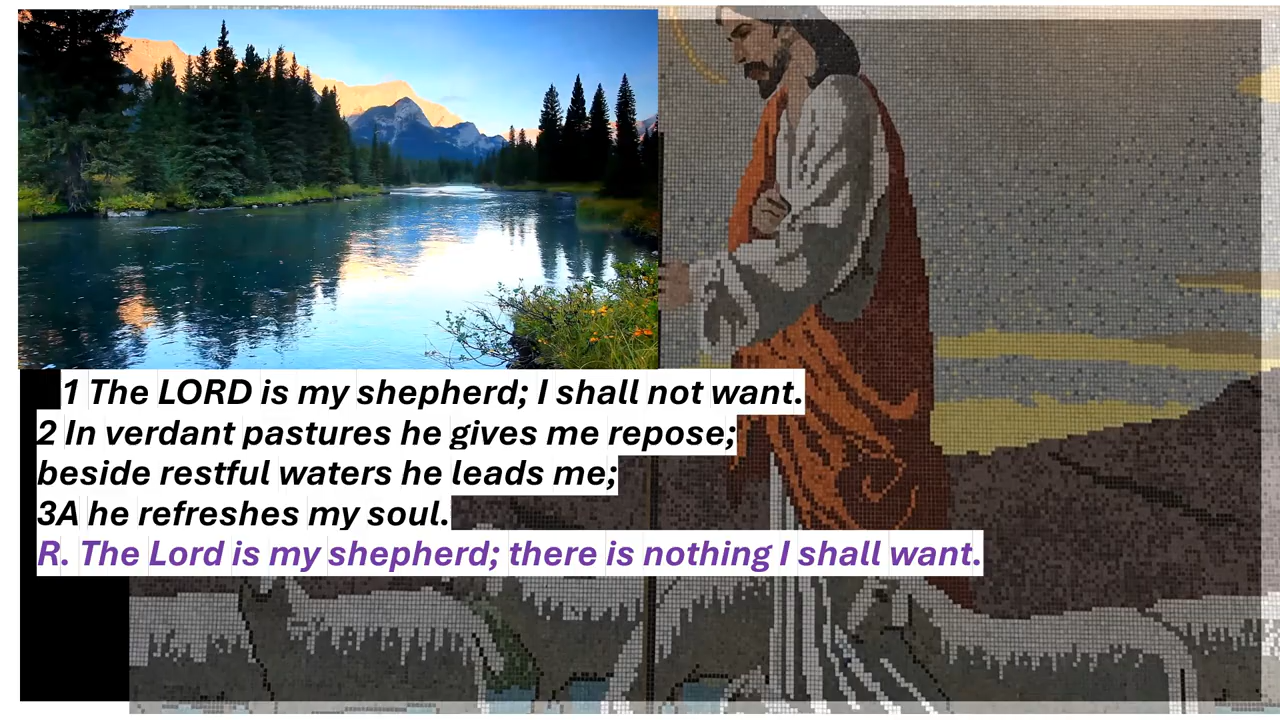 1 The LORD is my shepherd; I shall not want.
2 In verdant pastures he gives me repose;
beside restful waters he leads me;
3A he refreshes my soul.
R. The Lord is my shepherd; there is nothing I shall want.